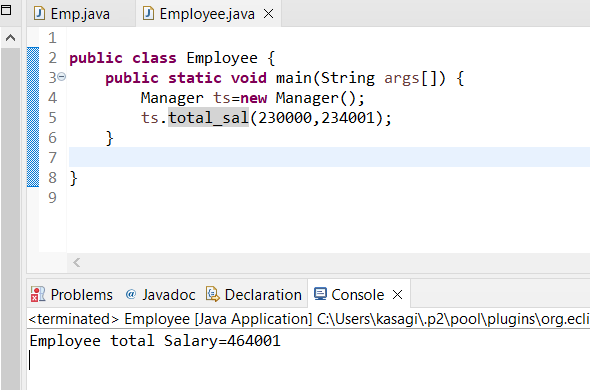 Emp.java
Employee.java
1
2 public class Employee {
3 public static void main(String args[]) {
4 Manager ts=new Manager();
5 ts.total_sal(230000,234001);
6 }
7
8 }
9
Problems @ Javadoc Declaration Console
<terminated> Employee [Java Application] C:\Users\kasagi\.p2\pool\plugins\org.ecli
Employee total Salary=464001